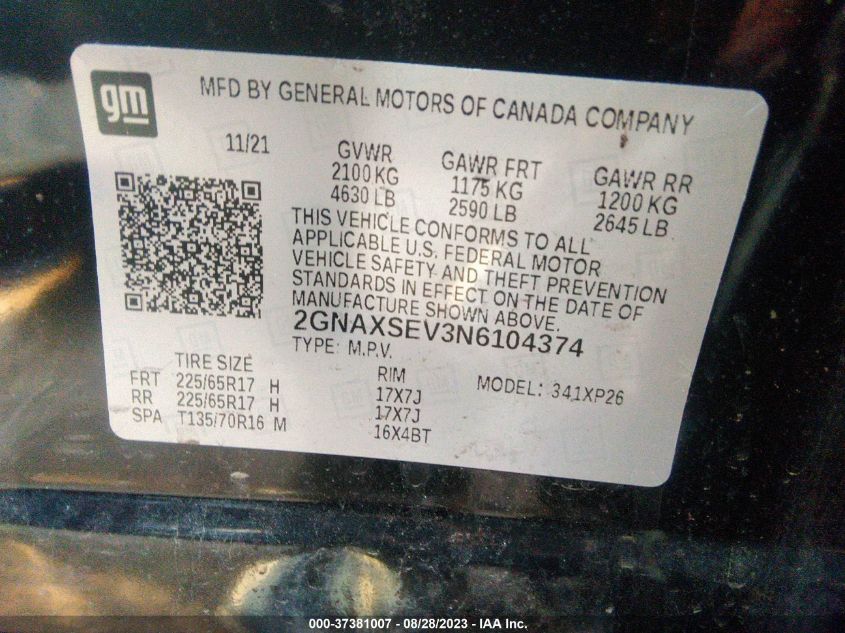 gm
MFD BY GENERAL MOTORS OF CANADA COMPANY
11/21
GVWR
2100 KG
4630 LB
GAWR FRT
1175 KG
2590 LB
GAWR RR
1200 KG
2645 LB
THIS VEHICLE CONFORMS TO ALL
APPLICABLE U.S. FEDERAL MOTOR
VEHICLE SAFETY AND THEFT PREVENTION
STANDARDS IN EFFECT ON THE DATE OF
MANUFACTURE SHOWN ABOVE.
2GNAXSEV3N6104374
TYPE: M.P.V.
MODEL: 341XP26
TIRE SIZE
RIM
FRT 225/65R17 H 17X7J
RR 225/65R17 H 17X7J
SPA T135/70R16 M 16X4BT
000-37381007 - 08/28/2023 - IAA Inc.